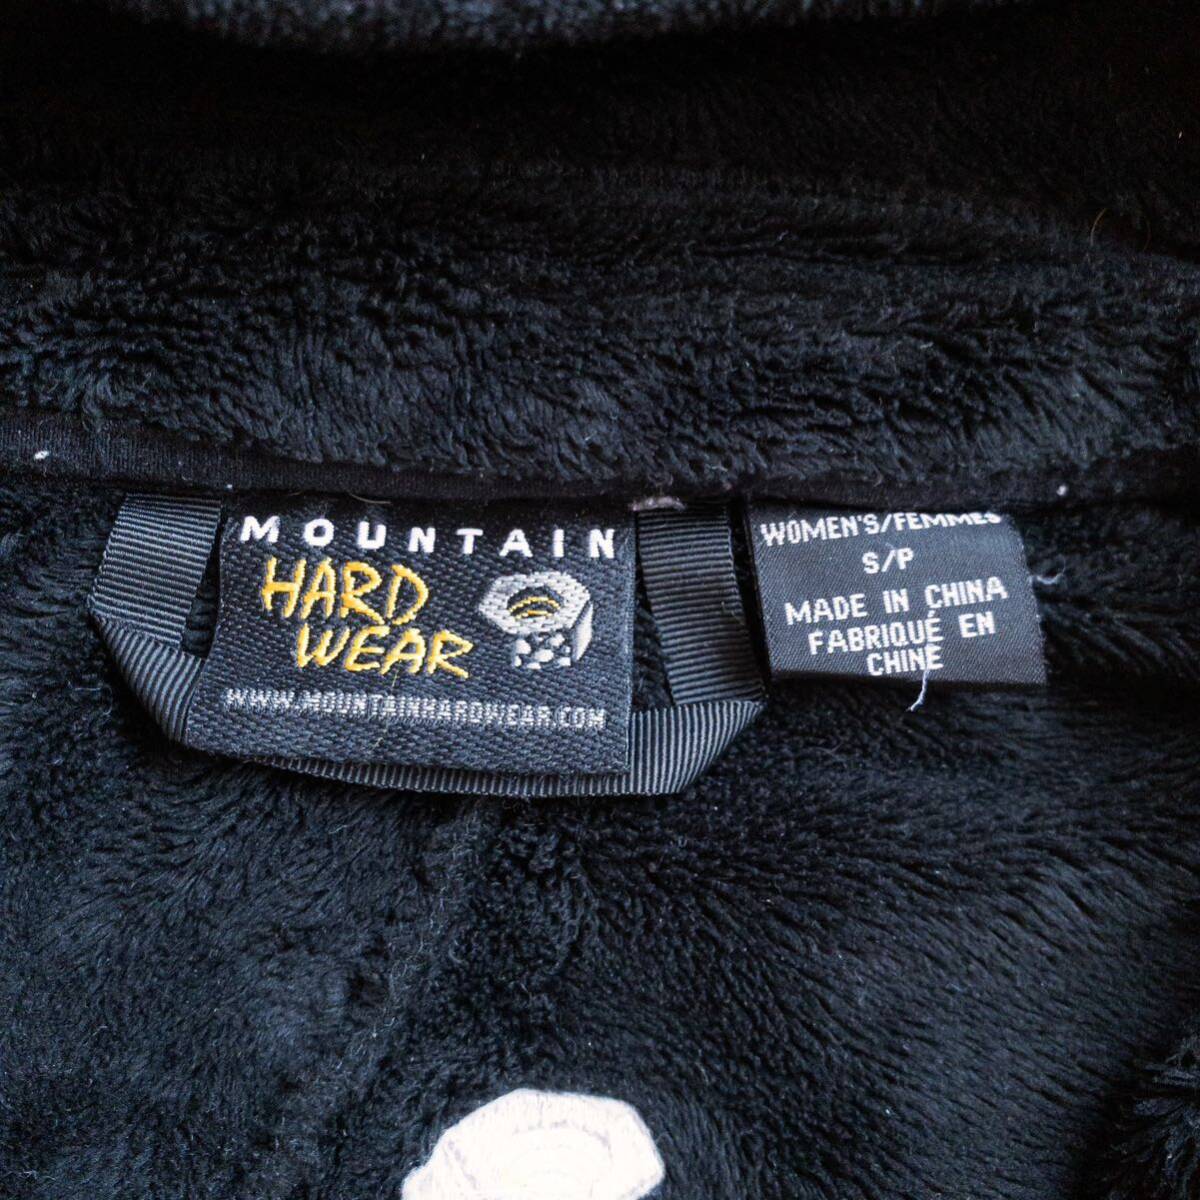 MOUNTAIN
HARD
WEAR
WWW.MOUNTAINHARDWEAR.COM
WOMEN'S/FEMMES
S/P
MADE IN CHINA
FABRIQUÉ EN
CHINE